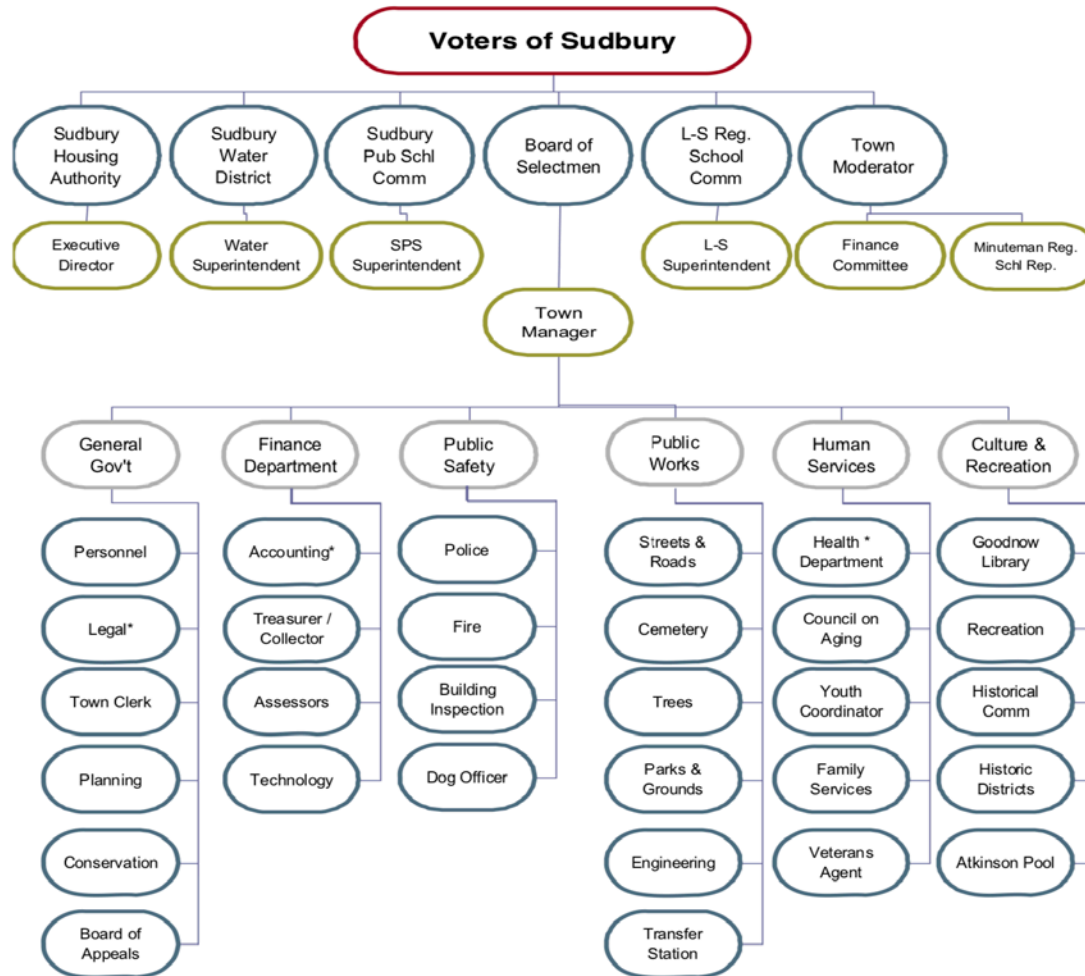 Voters of Sudbury
Sudbury
Housing
Authority
Sudbury
Water
District
Sudbury
Pub Schl
Comm
Board of
Selectmen
L-S Reg.
School
Comm
Town
Moderator
Executive
Director
Water
Superintendent
SPS
Superintendent
L-S
Superintendent
Finance
Committee
Minuteman Reg.
Schl Rep.
Town
Manager
General
Gov't
Finance
Department
Public
Safety
Public
Works
Human
Services
Culture &
Recreation
Personnel
Accounting*
Police
Streets &
Roads
Health *
Department
Goodnow
Library
Legal*
Treasurer /
Collector
Fire
Cemetery
Council on
Aging
Recreation
Town Clerk
Assessors
Building
Inspection
Trees
Youth
Coordinator
Historical
Comm
Planning
Technology
Dog Officer
Parks &
Grounds
Family
Services
Historic
Districts
Conservation
Engineering
Veterans
Agent
Atkinson Pool
Board of
Appeals
Transfer
Station